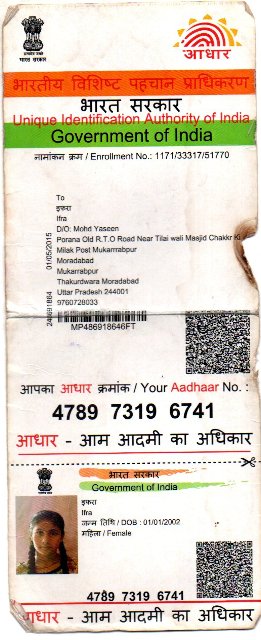 भारत सरकार
आधार
भारतीय विशिष्ट पहचान प्राधिकरण
भारत सरकार
Unique Identification Authority of India
Government of India
नामांकन क्रम / Enrollment No.: 1171/33317/51770
To
इफरा
Ifra
D/O: Mohd Yaseen
Porana Old R.T.O Road Near Tilai wali Masjid Chakkr Ki
Milak Post Mukarrrabpur
Moradabad
Mukarrabpur
Thakurdwara Moradabad
Uttar Pradesh 244001
9760728033
01/05/2015
MP486918646FT
आपका आधार क्रमांक / Your Aadhaar No. :
4789 7319 6741
आधार - आम आदमी का अधिकार
भारत सरकार
Government of India
इफरा
Ifra
जन्म तिथि / DOB : 01/01/2002
महिला / Female
4789 7319 6741
आधार - आम आदमी का अधिकार